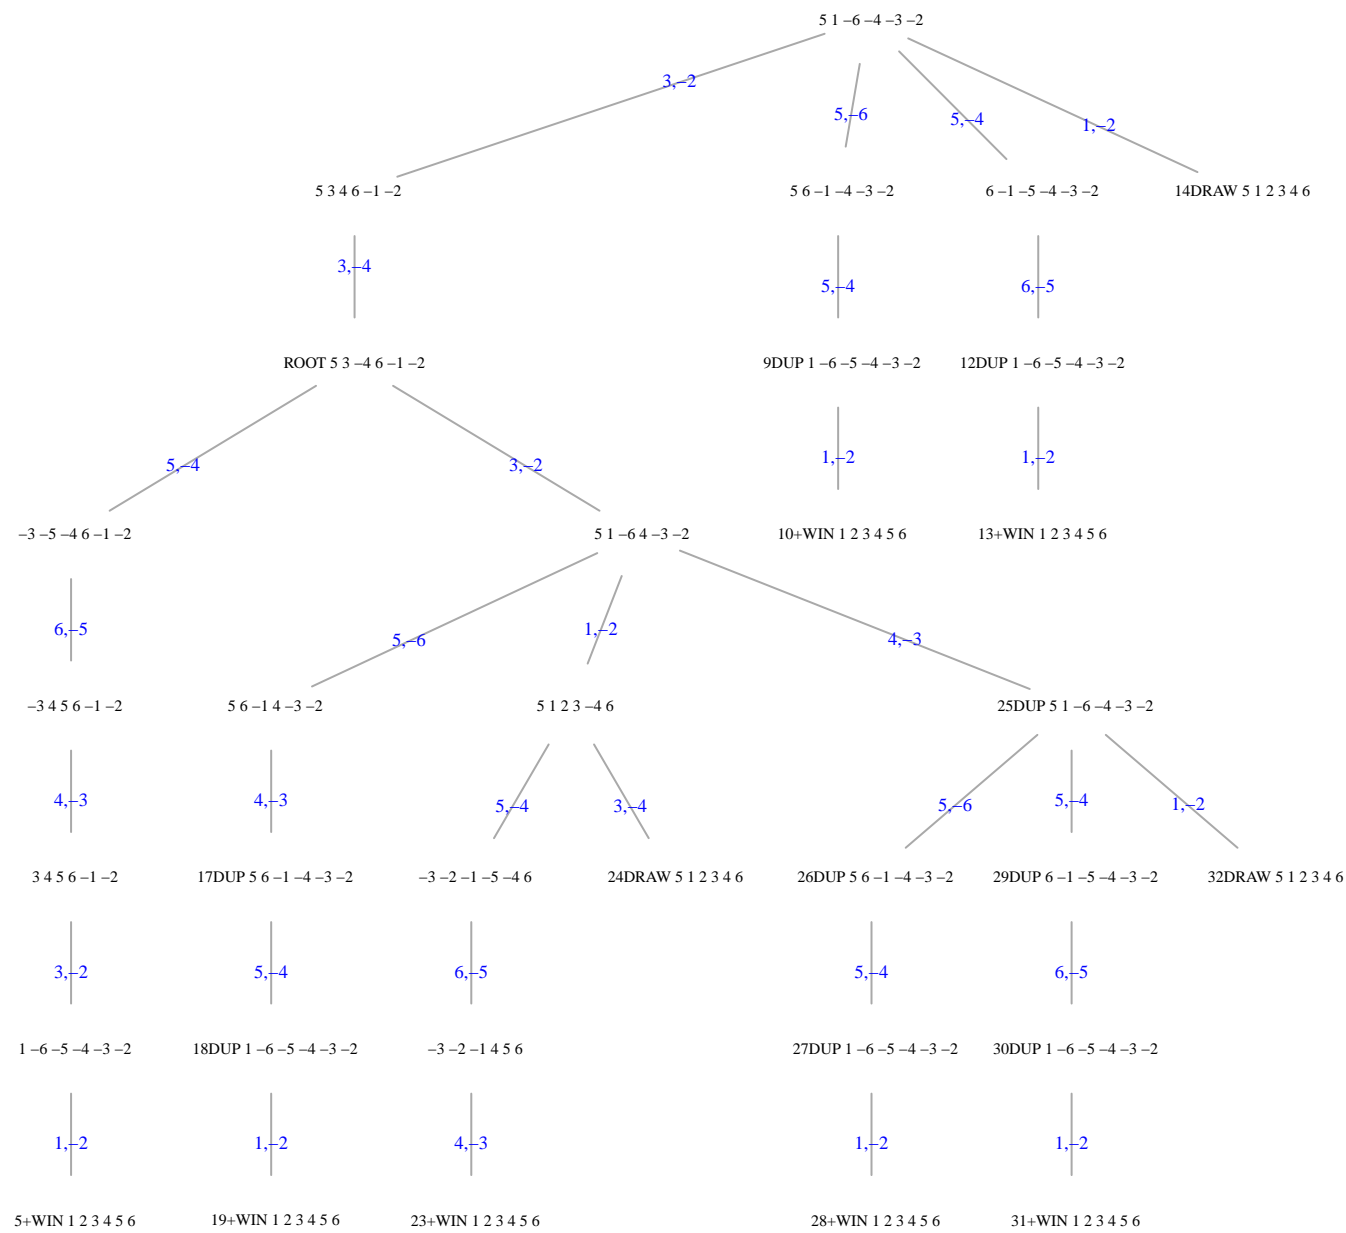 5 1 –6 –4 –3 –2
3,–2
5,–6
5,–4
1,–2
5 3 4 6 –1 –2
5 6 –1 –4 –3 –2
6 –1 –5 –4 –3 –2
14DRAW 5 1 2 3 4 6
3,–4
5,–4
6,–5
ROOT 5 3 –4 6 –1 –2
9DUP 1 –6 –5 –4 –3 –2
12DUP 1 –6 –5 –4 –3 –2
5,–4
3,–2
1,–2
1,–2
–3 –5 –4 6 –1 –2
5 1 –6 4 –3 –2
10+WIN 1 2 3 4 5 6
13+WIN 1 2 3 4 5 6
6,–5
5,–6
1,–2
4,–3
–3 4 5 6 –1 –2
5 6 –1 4 –3 –2
5 1 2 3 –4 6
25DUP 5 1 –6 –4 –3 –2
4,–3
4,–3
5,–4
3,–4
5,–6
5,–4
1,–2
3 4 5 6 –1 –2
17DUP 5 6 –1 –4 –3 –2
–3 –2 –1 –5 –4 6
24DRAW 5 1 2 3 4 6
26DUP 5 6 –1 –4 –3 –2
29DUP 6 –1 –5 –4 –3 –2
32DRAW 5 1 2 3 4 6
3,–2
5,–4
6,–5
5,–4
6,–5
1 –6 –5 –4 –3 –2
18DUP 1 –6 –5 –4 –3 –2
–3 –2 –1 4 5 6
27DUP 1 –6 –5 –4 –3 –2
30DUP 1 –6 –5 –4 –3 –2
1,–2
1,–2
4,–3
1,–2
1,–2
5+WIN 1 2 3 4 5 6
19+WIN 1 2 3 4 5 6
23+WIN 1 2 3 4 5 6
28+WIN 1 2 3 4 5 6
31+WIN 1 2 3 4 5 6